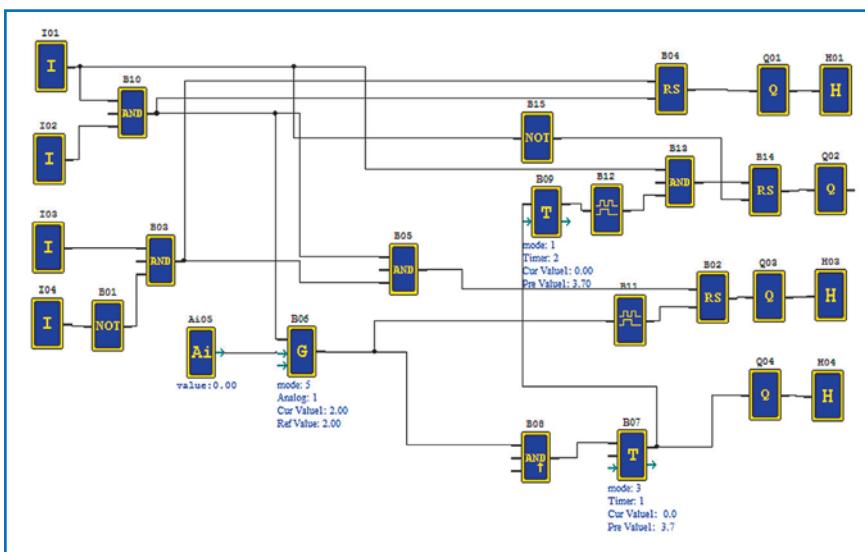 I01
I
B10
AND
I02
I
I03
I
B03
AND
I04
I
B01
NOT
Ai05
Ai
value:0.00
B06
G
mode: 5
Analog: 1
Cur Value1: 2.00
Ref Value: 2.00
B05
AND
B15
NOT
B04
RS
Q01
Q
H01
H
B09
T
mode: 1
Timer: 2
Cur Value1: 0.00
Pre Value1: 3.70
B12
B13
AND
B14
RS
Q02
Q
B11
B02
RS
Q03
Q
H03
H
B08
AND
B07
T
mode: 3
Timer: 1
Cur Value1: 0.0
Pre Value1: 3.7
Q04
Q
H04
H